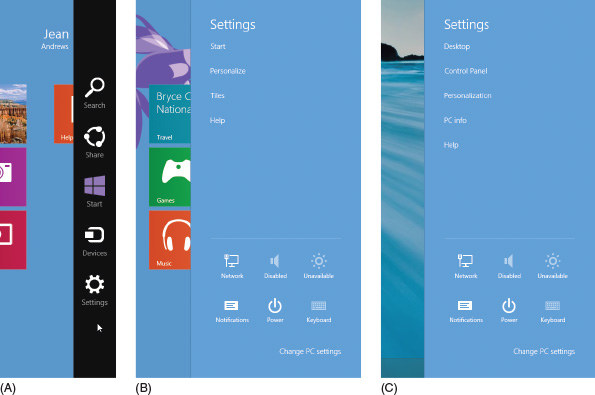 Jean
Andrews
Search
Share
Start
Devices
Settings
Help
(A)
Settings
Start
Personalize
Tiles
Help
Bryce C
Nationa
Travel
Games
Music
Network
Disabled
Unavailable
Notifications
Power
Keyboard
Change PC settings
(B)
Settings
Desktop
Control Panel
Personalization
PC info
Help
Network
Disabled
Unavailable
Notifications
Power
Keyboard
Change PC settings
(C)